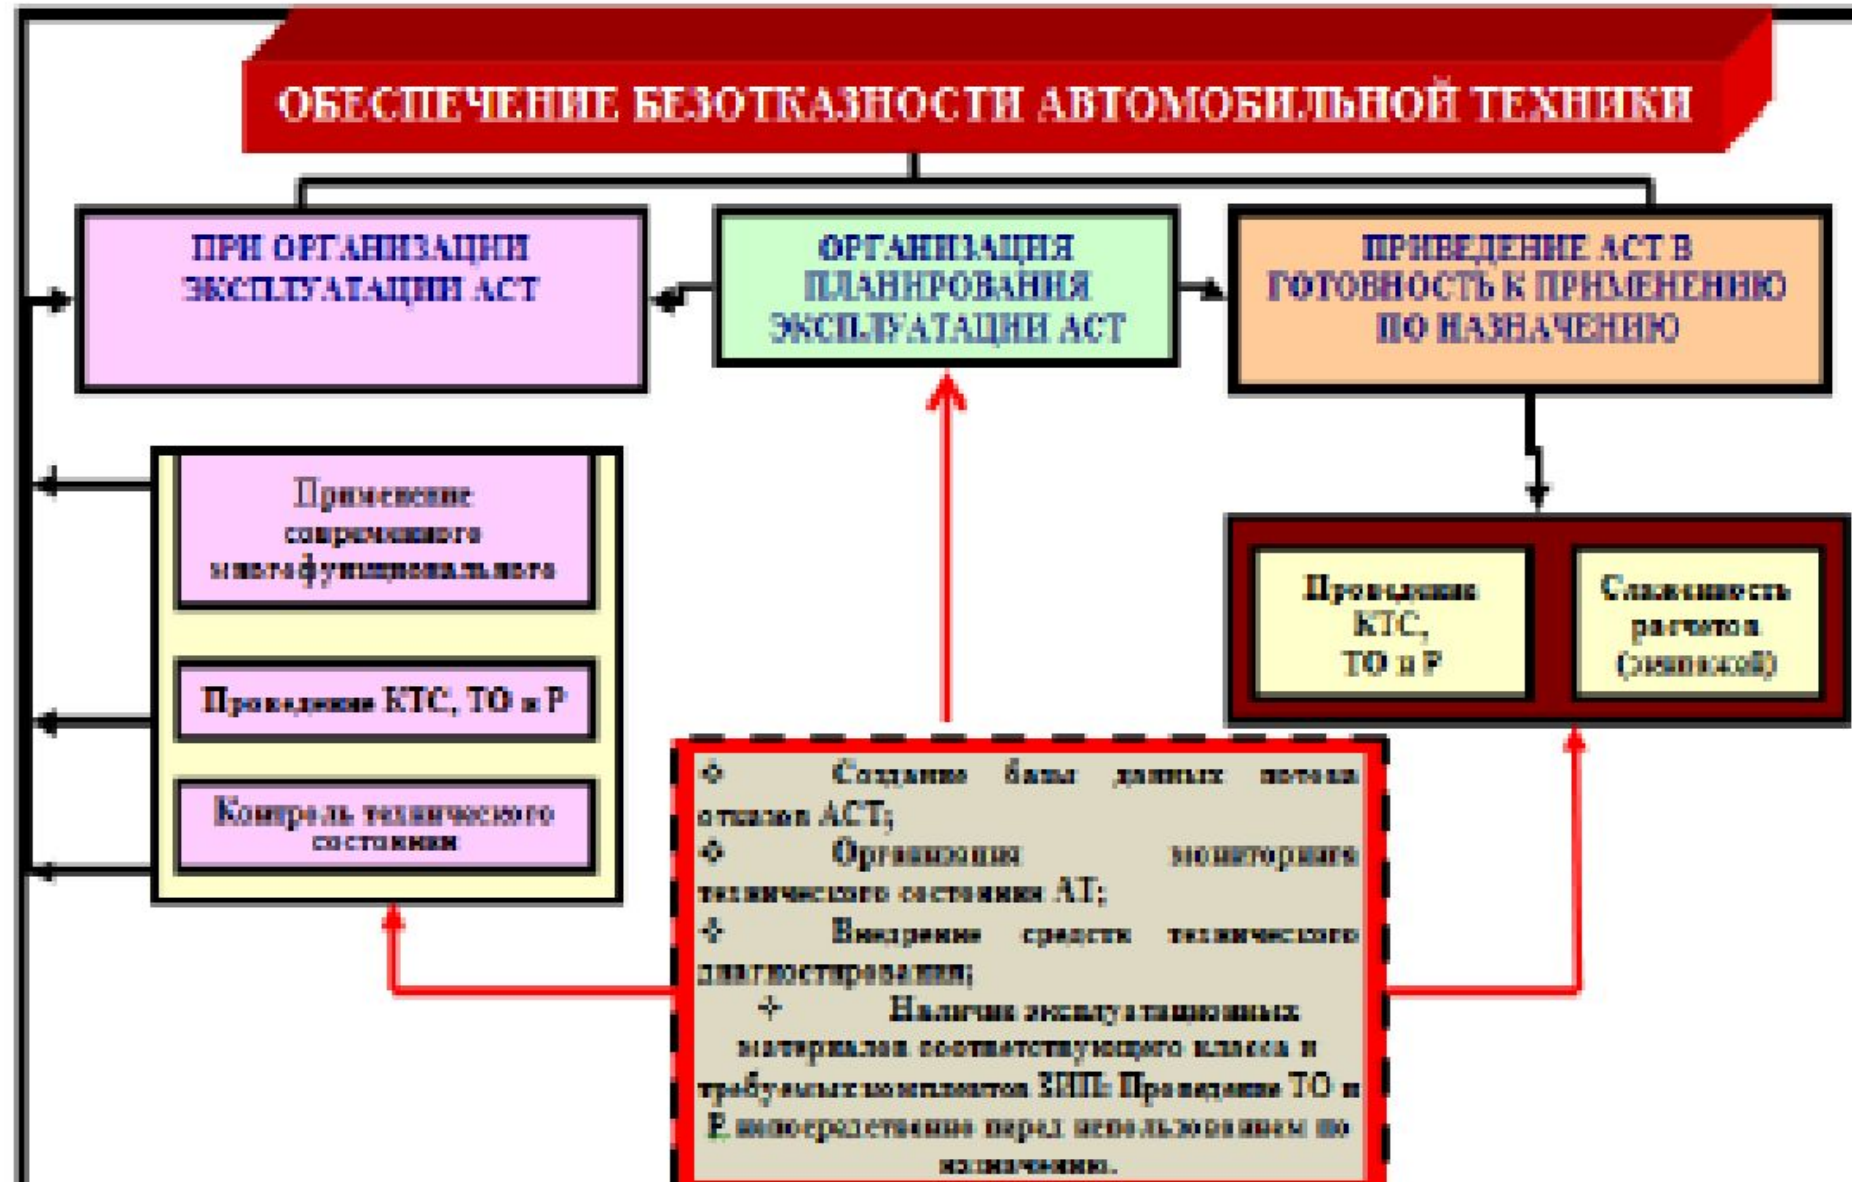 ОБЕСПЕЧЕНИЕ БЕЗОТКАЗНОСТИ АВТОМОБИЛЬНОЙ ТЕХНИКИ
ПРИ ОРГАНИЗАЦИИ
ЭКСПЛУАТАЦИИ АСТ
ОРГАНИЗАЦИЯ
ПЛАНИРОВАНИЯ
ЭКСПЛУАТАЦИИ АСТ
ПРИВЕДЕНИЕ АСТ В
ГОТОВНОСТЬ К ПРИМЕНЕНИЮ
ПО НАЗНАЧЕНИЮ
Применение
современного
многофункционального
Проведение КТС, ТО и Р
Контроль технического
состояния
Проведение
КТС,
ТО и Р
Слаженность
расчетов
(экипажей)
❖ Создание базы данных потока
отказов АСТ;
❖ Организация мониторинга
технического состояния АТ;
❖ Внедрение средств технического
диагностирования;
❖ Наличие эксплуатационных
материалов соответствующего класса и
требуемых комплектов ЗИП: Проведение ТО и
Р непосредственно перед использованием по
назначению.